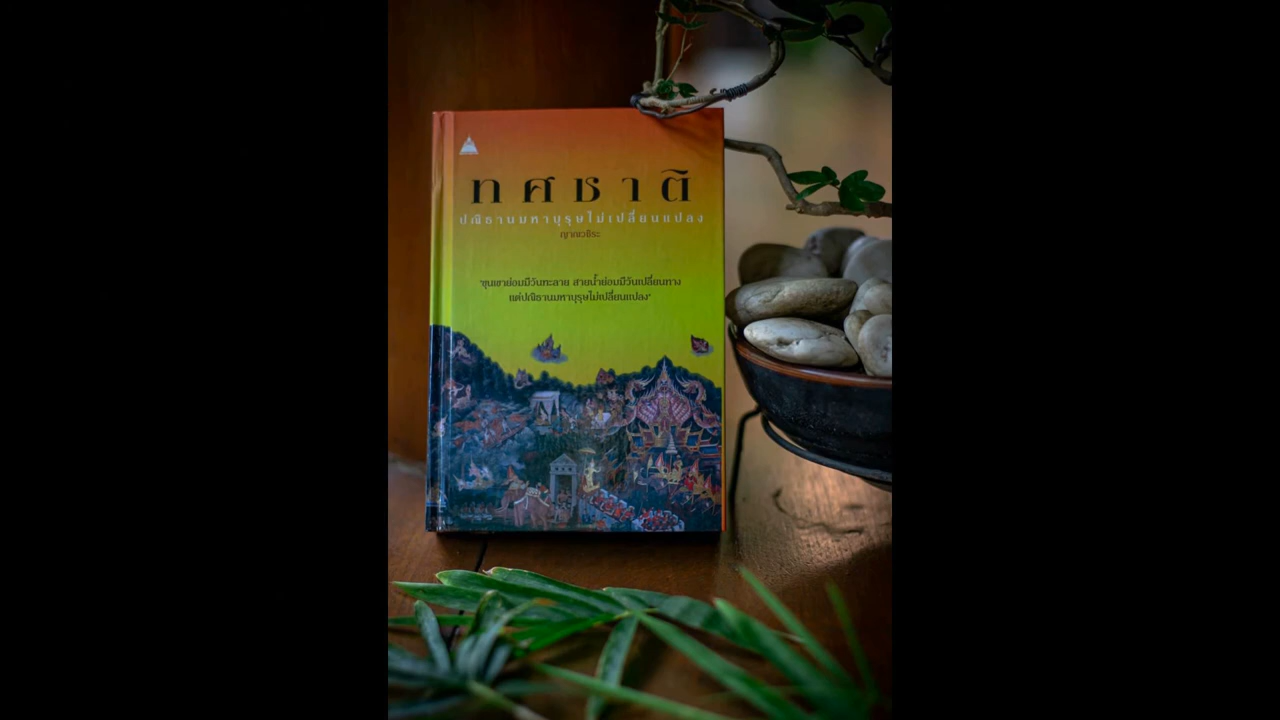 ทศชาติ
ปณิธานมหาบุรุษไม่เปลี่ยนแปลง
ญาณวชิระ
"ขุนเขาย่อมมีวันทะลาย สายน้ำย่อมมีวันเปลี่ยนทาง
แต่ปณิธานมหาบุรุษไม่เปลี่ยนแปลง"